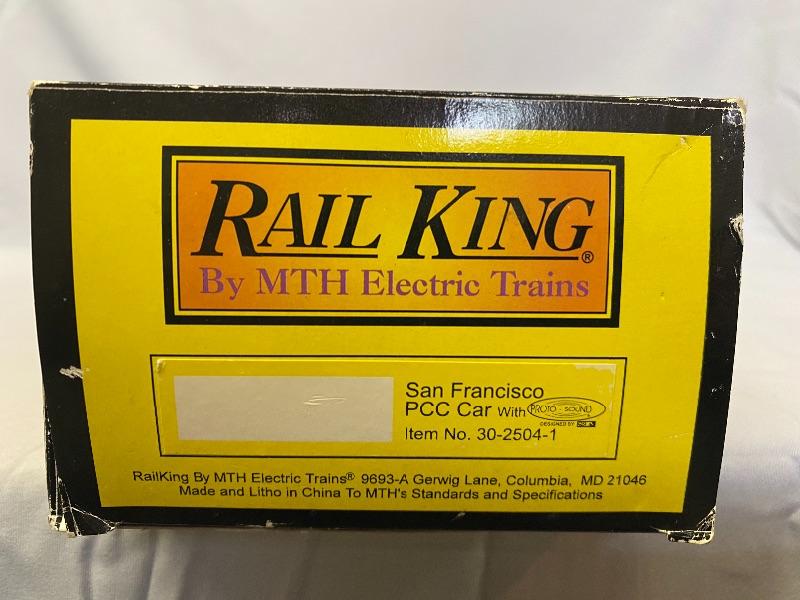 RAIL KING®
By MTH Electric Trains
San Francisco
PCC Car With PROTO-SOUND
DESIGNED BY
Item No. 30-2504-1
RailKing By MTH Electric Trains® 9693-A Gerwig Lane, Columbia, MD 21046
Made and Litho in China To MTH's Standards and Specifications